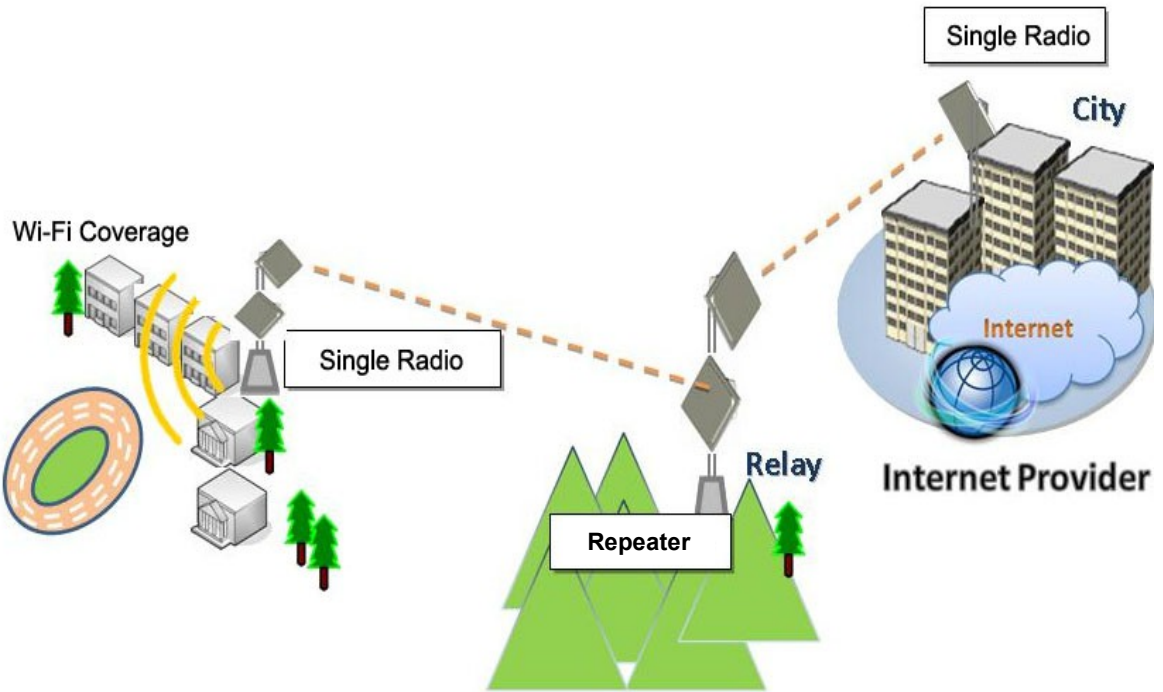 Single Radio
City
Wi-Fi Coverage
Internet
Single Radio
Relay
Internet Provider
Repeater